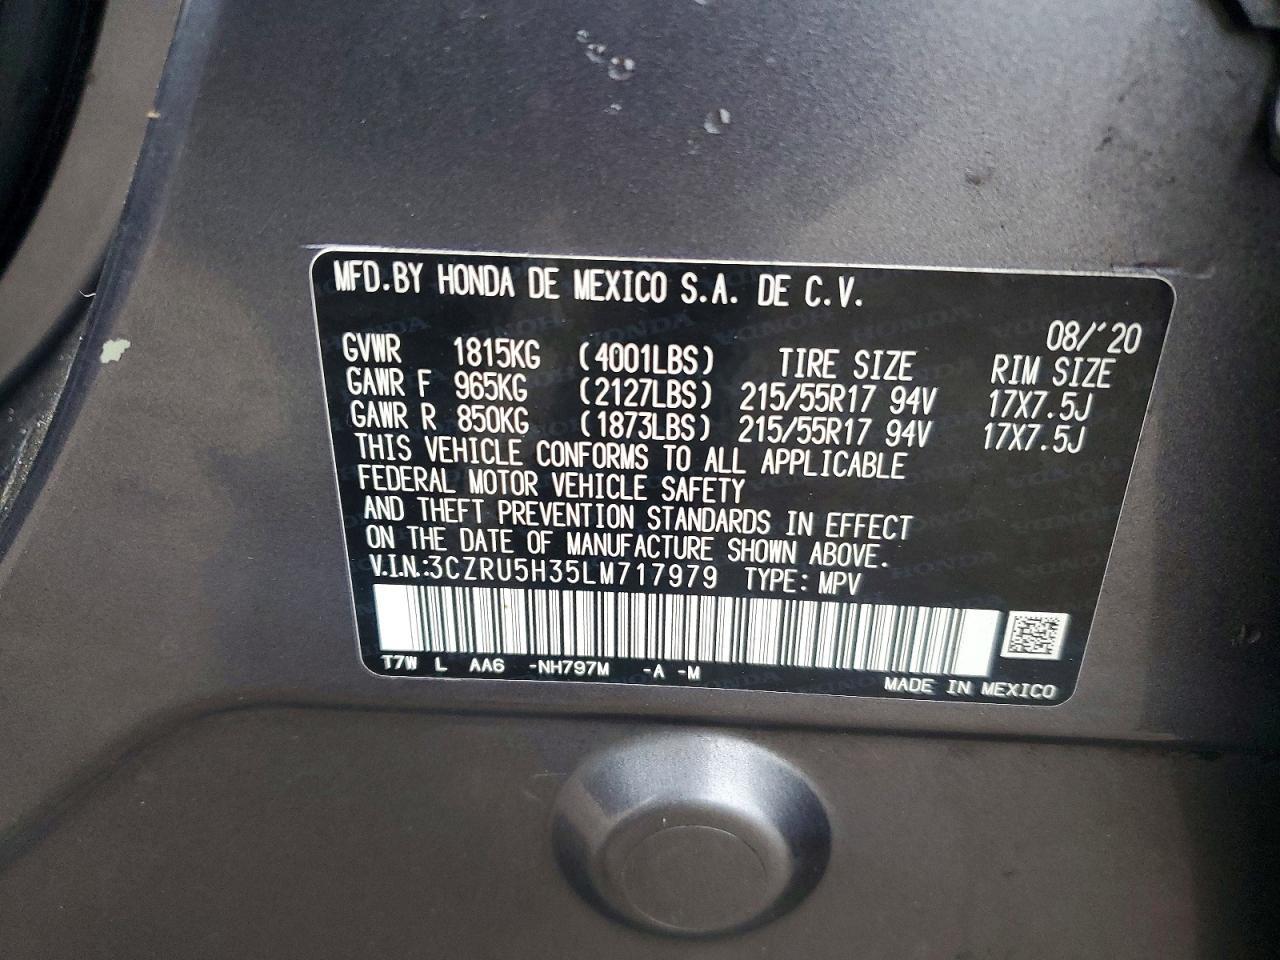 MFD.BY HONDA DE MEXICO S.A. DE C.V.
08/'20
GVWR 1815KG (4001LBS) TIRE SIZE RIM SIZE
GAWR F 965KG (2127LBS) 215/55R17 94V 17X7.5J
GAWR R 850KG (1873LBS) 215/55R17 94V 17X7.5J
THIS VEHICLE CONFORMS TO ALL APPLICABLE
FEDERAL MOTOR VEHICLE SAFETY
AND THEFT PREVENTION STANDARDS IN EFFECT
ON THE DATE OF MANUFACTURE SHOWN ABOVE.
V.I.N.:3CZRU5H35LM717979 TYPE: MPV
T7W L AA6 -NH797M -A -M
MADE IN MEXICO